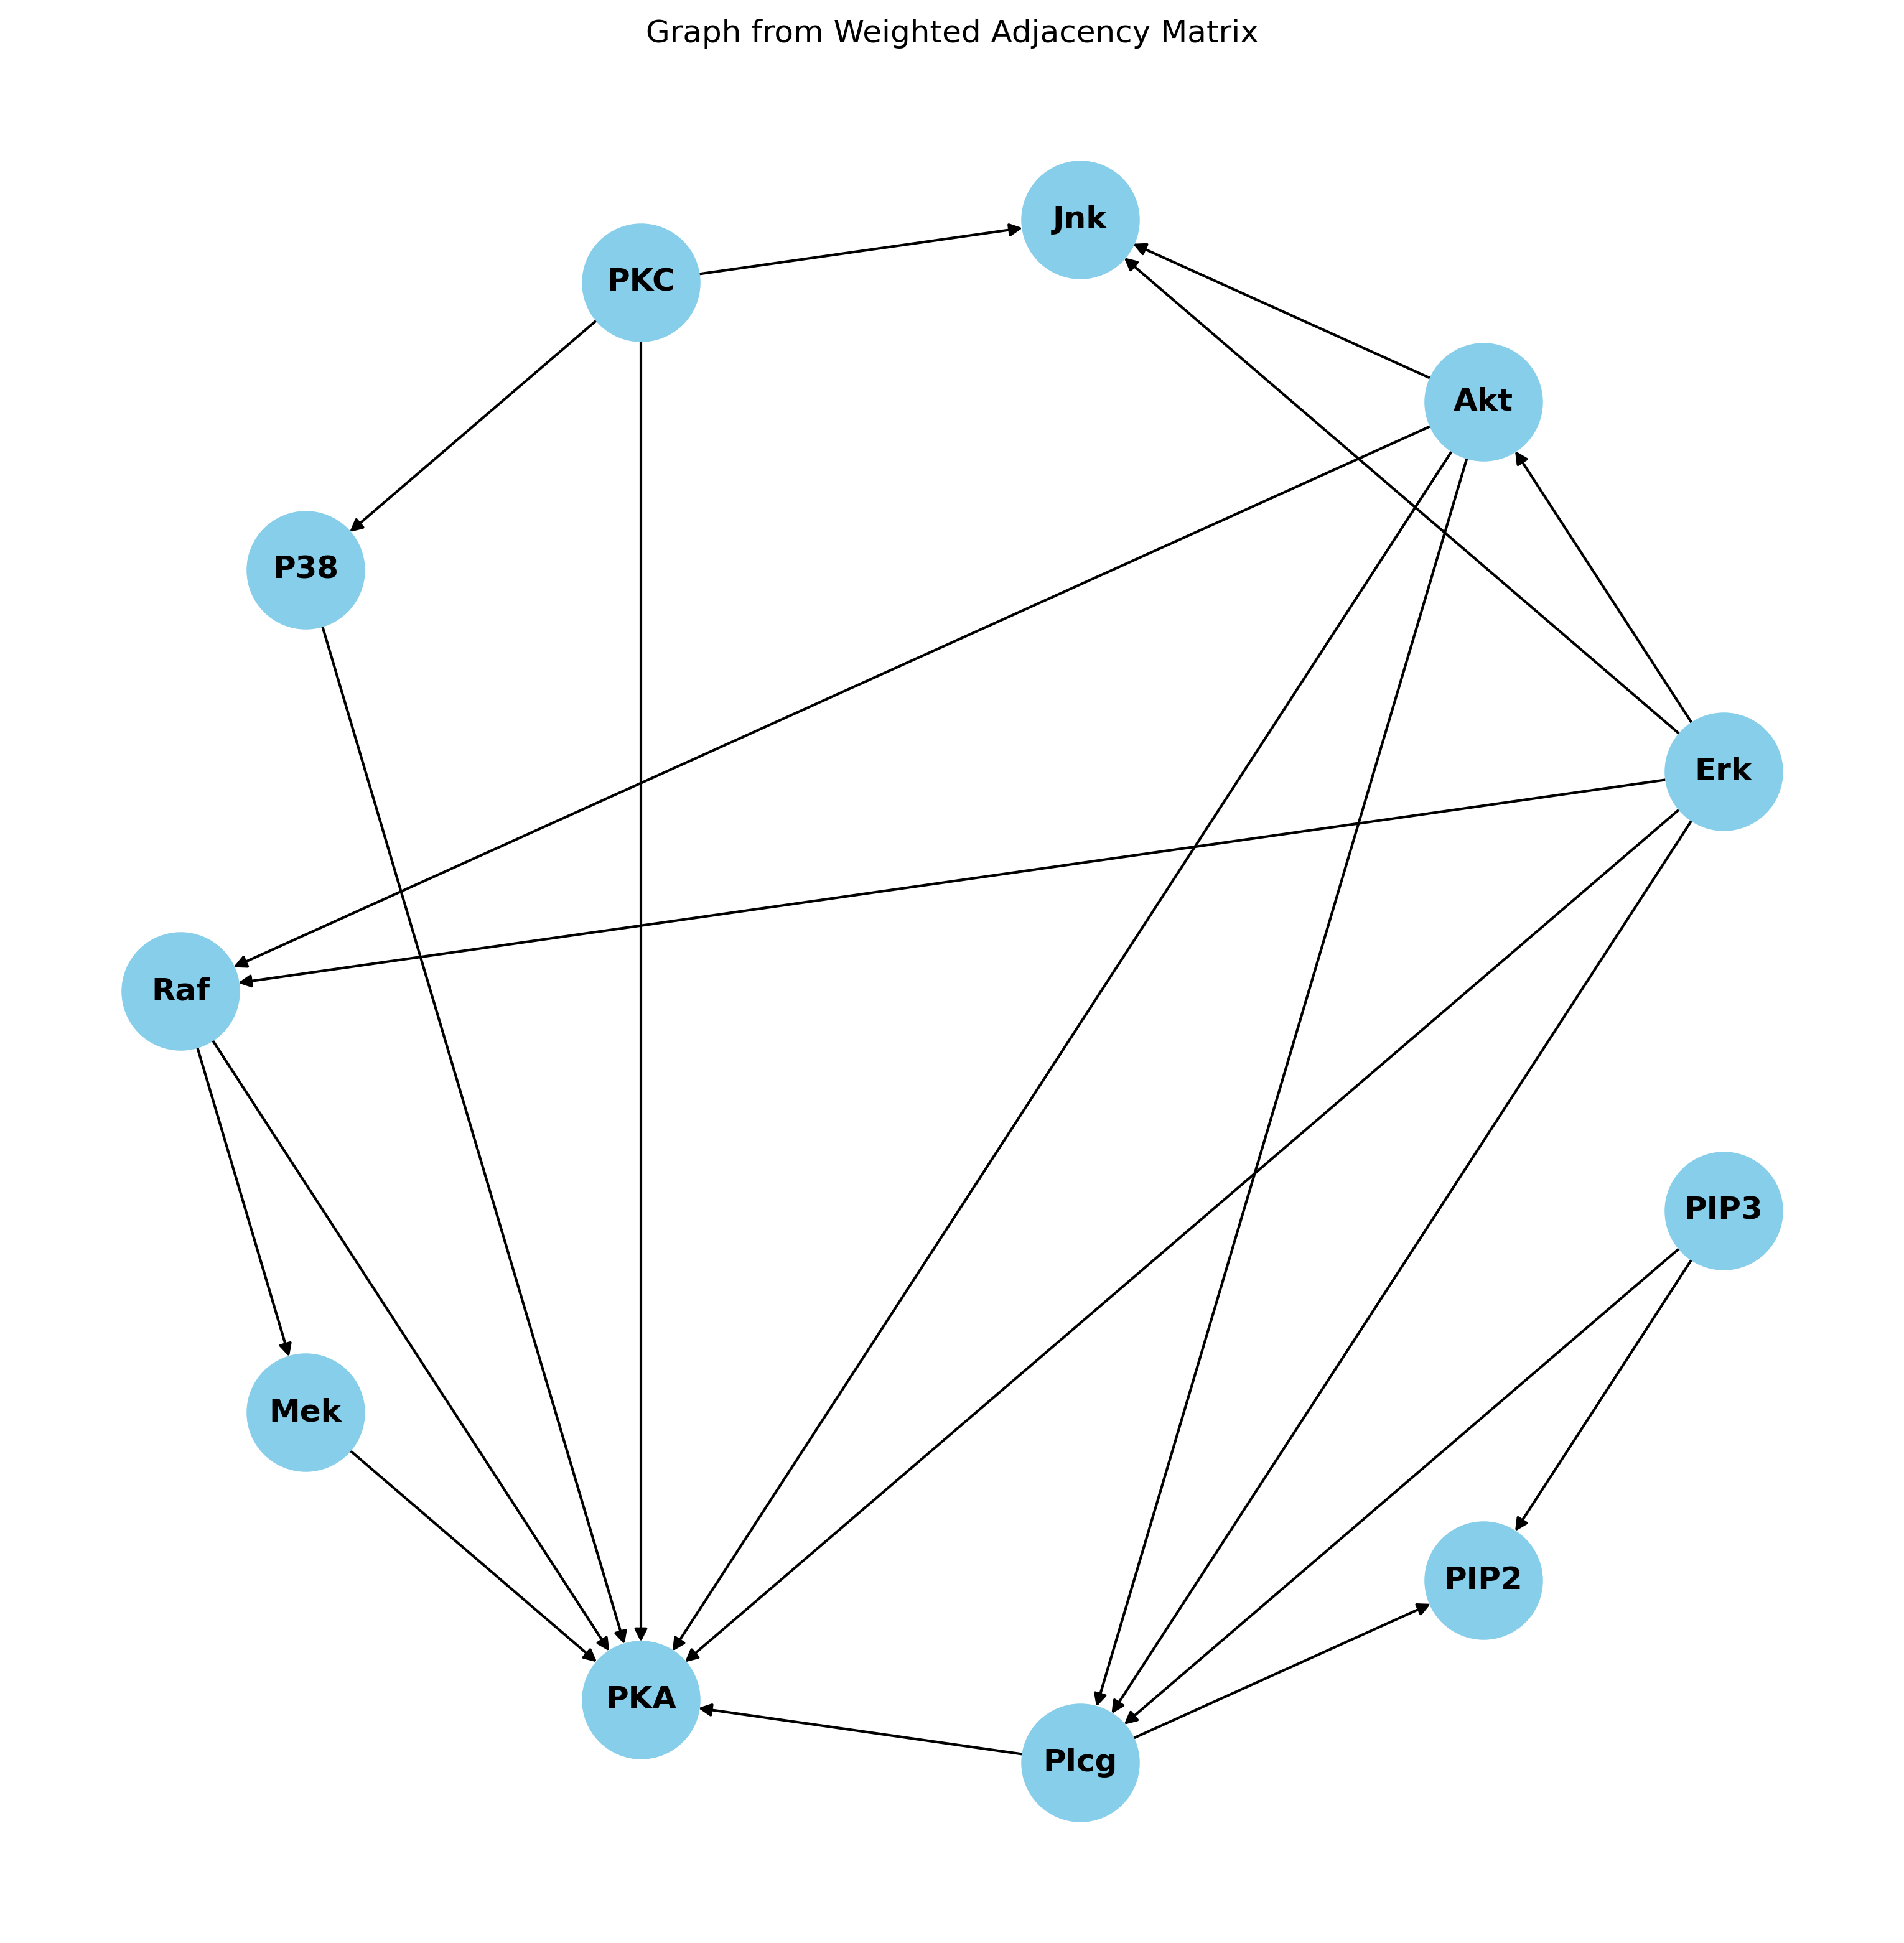 Graph from Weighted Adjacency Matrix
Jnk
PKC
Akt
P38
Erk
Raf
PIP3
Mek
PIP2
PKA
Plcg